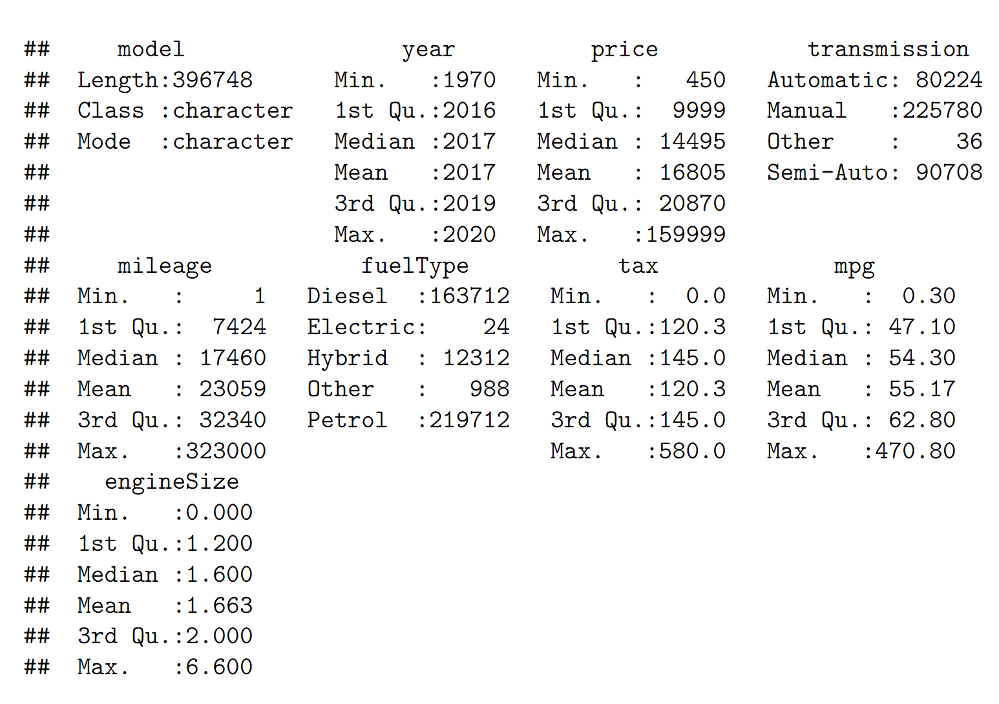 ##     model                year          price           transmission
##  Length:396748      Min.   :1970   Min.   :   450   Automatic: 80224
##  Class :character   1st Qu.:2016   1st Qu.:  9999   Manual   :225780
##  Mode  :character   Median :2017   Median : 14495   Other    :    36
##                     Mean   :2017   Mean   : 16805   Semi-Auto: 90708
##                     3rd Qu.:2019   3rd Qu.: 20870
##                     Max.   :2020   Max.   :159999
##     mileage           fuelType           tax             mpg
##  Min.   :     1   Diesel  :163712   Min.   :  0.0   Min.   :  0.30
##  1st Qu.:  7424   Electric:    24   1st Qu.:120.3   1st Qu.: 47.10
##  Median : 17460   Hybrid  : 12312   Median :145.0   Median : 54.30
##  Mean   : 23059   Other   :   988   Mean   :120.3   Mean   : 55.17
##  3rd Qu.: 32340   Petrol  :219712   3rd Qu.:145.0   3rd Qu.: 62.80
##  Max.   :323000                     Max.   :580.0   Max.   :470.80
##    engineSize
##  Min.   :0.000
##  1st Qu.:1.200
##  Median :1.600
##  Mean   :1.663
##  3rd Qu.:2.000
##  Max.   :6.600